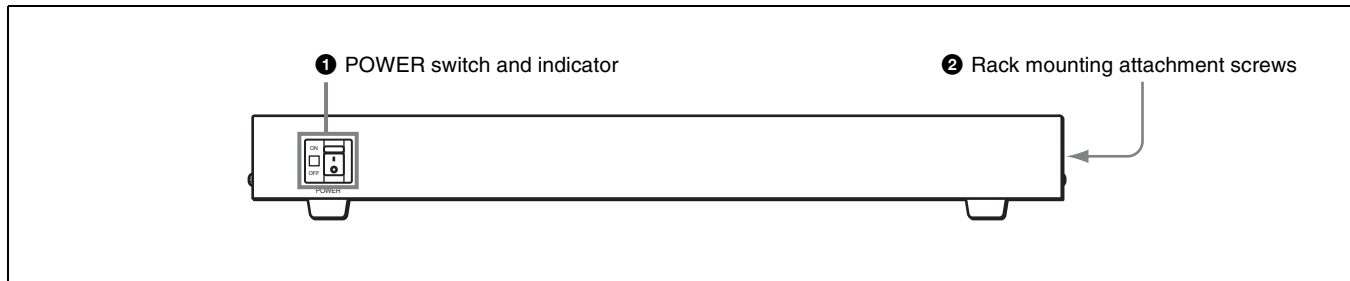 ❶ POWER switch and indicator
❷ Rack mounting attachment screws
ON
OFF
POWER